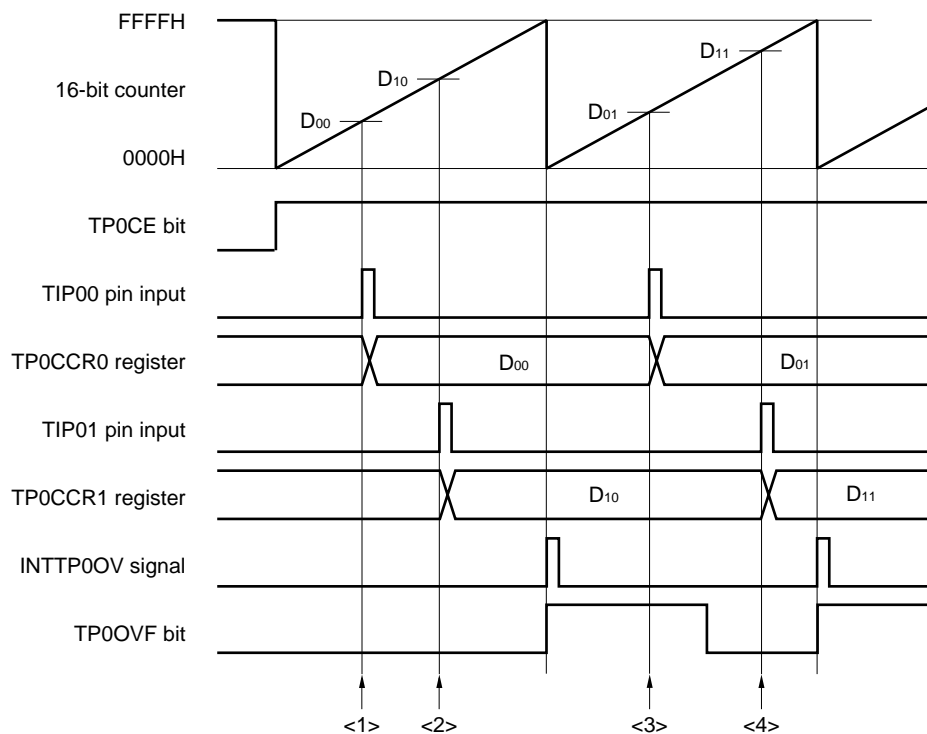 FFFFH
D11
D10
16-bit counter
D00
D01
0000H
TP0CE bit
TIP00 pin input
TP0CCR0 register
D00
D01
TIP01 pin input
TP0CCR1 register
D10
D11
INTTP0OV signal
TP0OVF bit
<1>
<2>
<3>
<4>